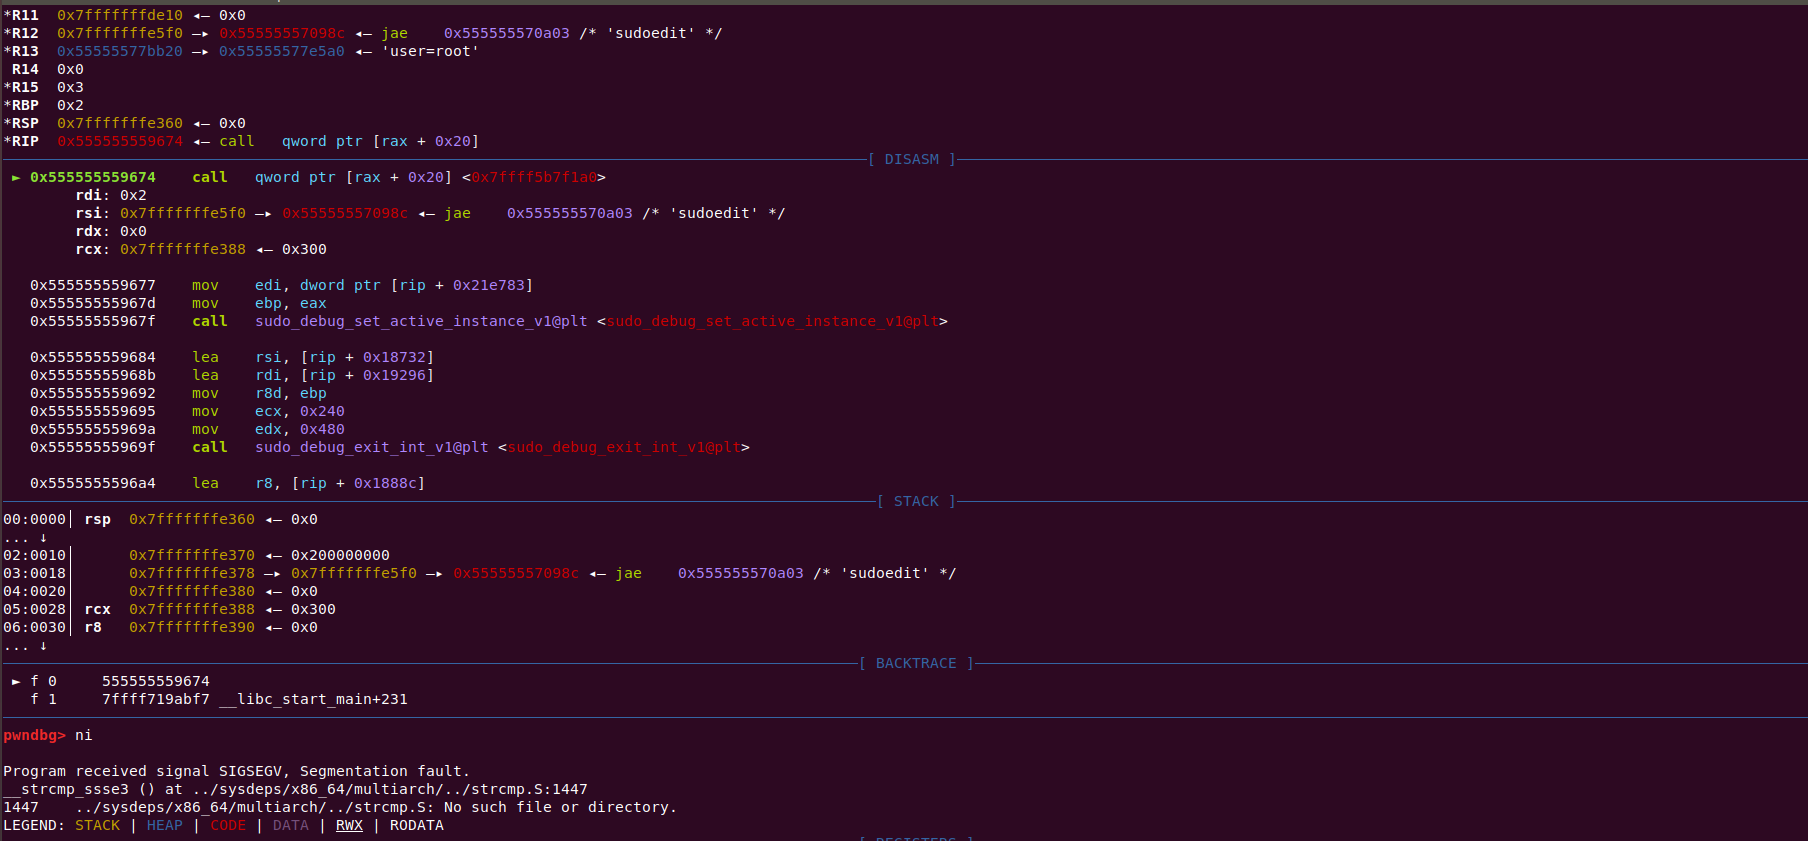 *R11  0x7fffffffde10 ◂— 0x0
*R12  0x7fffffffe5f0 —▸ 0x55555557098c ◂— jae    0x555555570a03 /* 'sudoedit' */
*R13  0x55555577bb20 —▸ 0x55555577e5a0 ◂— 'user=root'
 R14  0x0
*R15  0x3
*RBP  0x2
*RSP  0x7fffffffe360 ◂— 0x0
*RIP  0x555555559674 ◂— call   qword ptr [rax + 0x20]
[ DISASM ]
 ► 0x555555559674    call   qword ptr [rax + 0x20] <0x7ffff5b7f1a0>
        rdi: 0x2
        rsi: 0x7fffffffe5f0 —▸ 0x55555557098c ◂— jae    0x555555570a03 /* 'sudoedit' */
        rdx: 0x0
        rcx: 0x7fffffffe388 ◂— 0x300
   0x555555559677    mov    edi, dword ptr [rip + 0x21e783]
   0x55555555967d    mov    ebp, eax
   0x55555555967f    call   sudo_debug_set_active_instance_v1@plt <sudo_debug_set_active_instance_v1@plt>
   0x555555559684    lea    rsi, [rip + 0x18732]
   0x55555555968b    lea    rdi, [rip + 0x19296]
   0x555555559692    mov    r8d, ebp
   0x555555559695    mov    ecx, 0x240
   0x55555555969a    mov    edx, 0x480
   0x55555555969f    call   sudo_debug_exit_int_v1@plt <sudo_debug_exit_int_v1@plt>
   0x5555555596a4    lea    r8, [rip + 0x1888c]
[ STACK ]
00:0000│ rsp  0x7fffffffe360 ◂— 0x0
... ↓
02:0010│      0x7fffffffe370 ◂— 0x200000000
03:0018│      0x7fffffffe378 —▸ 0x7fffffffe5f0 —▸ 0x55555557098c ◂— jae    0x555555570a03 /* 'sudoedit' */
04:0020│      0x7fffffffe380 ◂— 0x0
05:0028│ rcx  0x7fffffffe388 ◂— 0x300
06:0030│ r8   0x7fffffffe390 ◂— 0x0
... ↓
[ BACKTRACE ]
 ► f 0     555555559674
   f 1     7ffff719abf7 __libc_start_main+231
pwndbg> ni
Program received signal SIGSEGV, Segmentation fault.
__strcmp_ssse3 () at ../sysdeps/x86_64/multiarch/../strcmp.S:1447
1447    ../sysdeps/x86_64/multiarch/../strcmp.S: No such file or directory.
LEGEND: STACK | HEAP | CODE | DATA | RWX | RODATA
[ REGISTERS ]